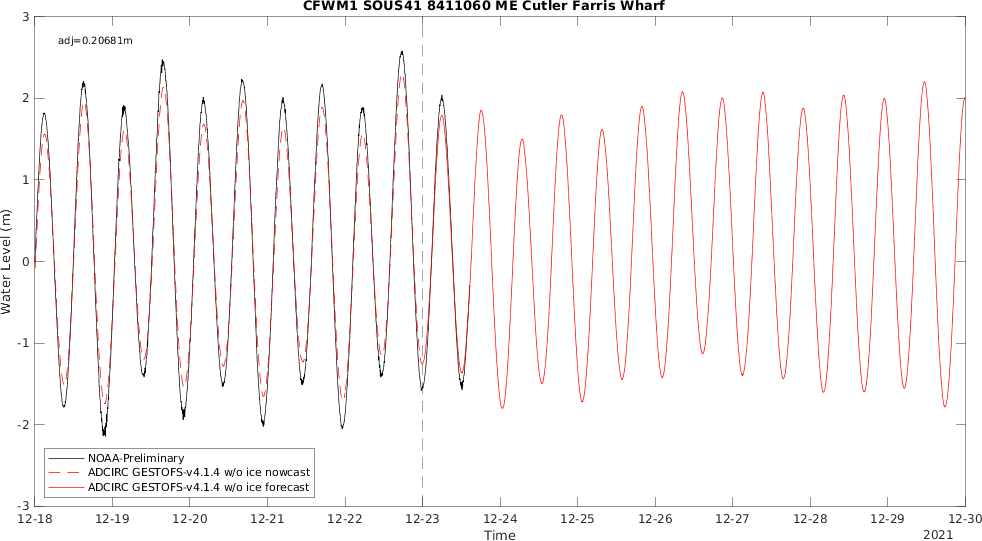 CFWM1 SOUS41 8411060 ME Cutler Farris Wharf
adj=0.20681m
3
2
1
0
-1
-2
-3
Water Level (m)
NOAA-Preliminary
ADCIRC GESTOFS-v4.1.4 w/o ice nowcast
ADCIRC GESTOFS-v4.1.4 w/o ice forecast
12-18 12-19 12-20 12-21 12-22 12-23 12-24 12-25 12-26 12-27 12-28 12-29 12-30
Time
2021